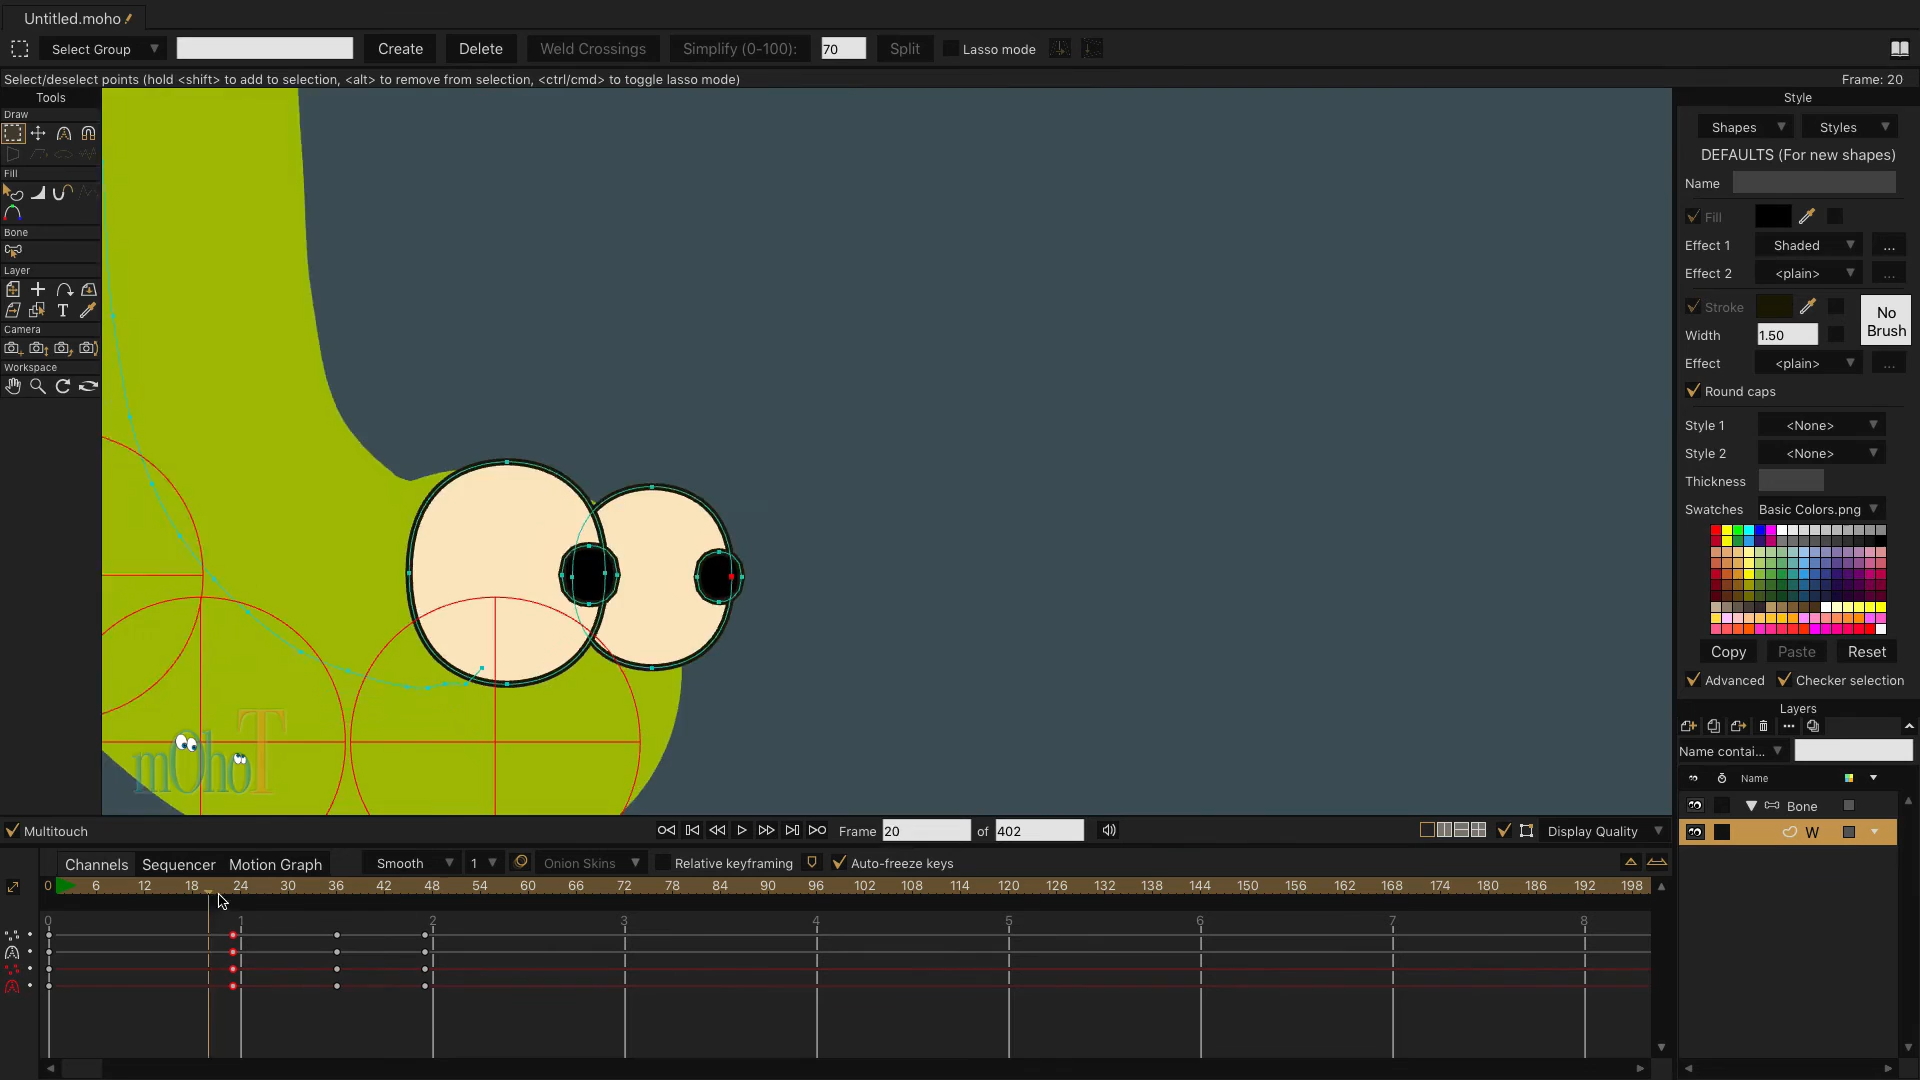 Untitled.moho
Select Group
Create
Delete
Weld Crossings
Simplify (0-100):
70
Split
Lasso mode
Select/deselect points (hold <shift> to add to selection, <alt> to remove from selection, <ctrl/cmd> to toggle lasso mode)
Frame: 20
Tools
Draw
Fill
Bone
Layer
T
Camera
Workspace
Style
Shapes
Styles
DEFAULTS (For new shapes)
Name
Fill
Effect 1
Shaded
...
Effect 2
<plain>
...
Stroke
No
Brush
Width
1.50
Effect
<plain>
...
Round caps
Style 1
<None>
Style 2
<None>
Thickness
Swatches
Basic Colors.png
Copy
Paste
Reset
Advanced
Checker selection
Layers
Name contai...
Name
Bone
W
mOhoT
Multitouch
Frame
20
of
402
Display Quality
Channels
Sequencer
Motion Graph
Smooth
1
Onion Skins
Relative keyframing
Auto-freeze keys
0 6 12 18 24 30 36 42 48 54 60 66 72 78 84 90 96 102 108 114 120 126 132 138 144 150 156 162 168 174 180 186 192 198
0 1 2 3 4 5 6 7 8